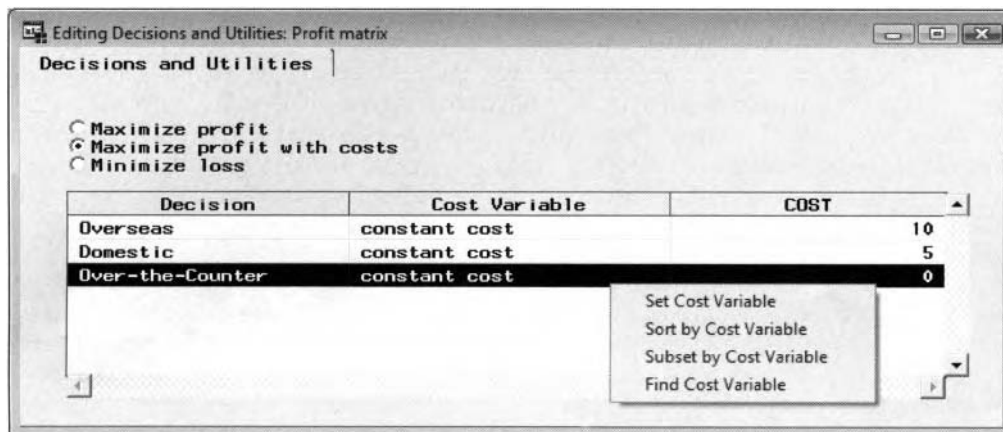 Editing Decisions and Utilities: Profit matrix
Decisions and Utilities
Maximize profit
Maximize profit with costs
Minimize loss
Decision Cost Variable COST
Overseas constant cost 10
Domestic constant cost 5
Over-the-Counter constant cost 0
Set Cost Variable
Sort by Cost Variable
Subset by Cost Variable
Find Cost Variable